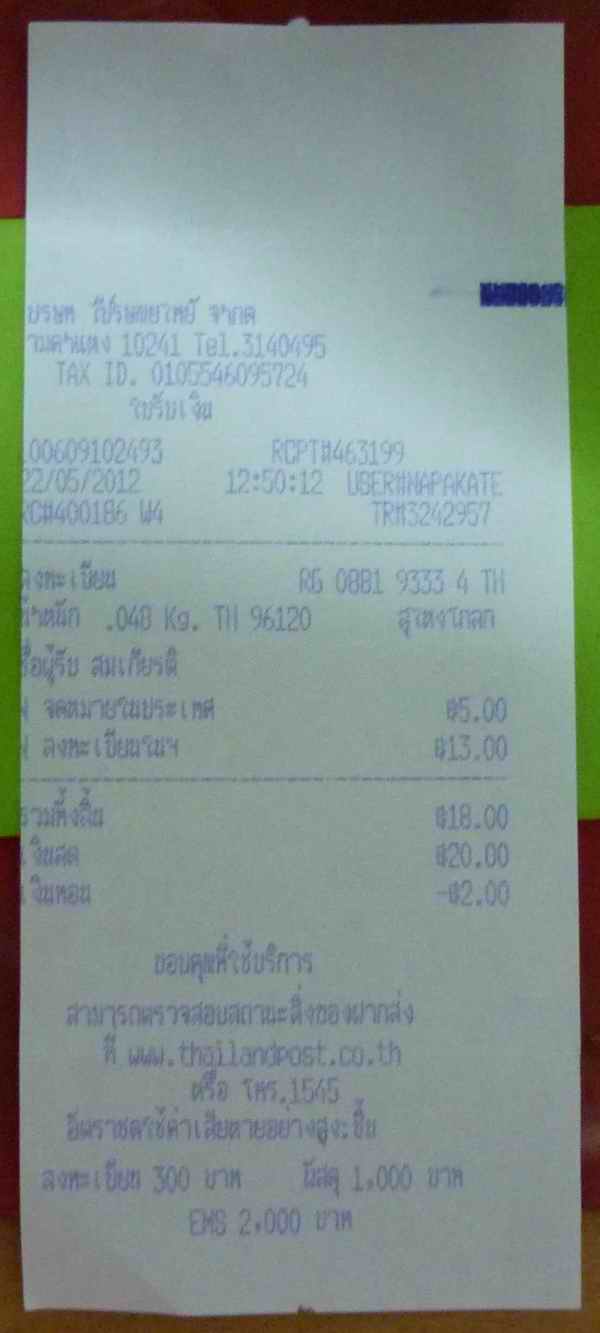 บริษัท ไปรษณีย์ไทย จำกัด
รามคำแหง 10241 Tel.3140495
TAX ID. 0105546095724
ใบรับเงิน
100609102493 RCPT#463199
22/05/2012 12:50:12 USER#NAPAKATE
RC#400186 W4 TR#3242957
ลงทะเบียน RG 0881 9333 4 TH
น้ำหนัก .048 Kg. TH 96120 สุไหงโกลก
ชื่อผู้รับ สมเกียรติ
N จดหมายในประเทศ ฿5.00
N ลงทะเบียนในฯ ฿13.00
รวมทั้งสิ้น ฿18.00
เงินสด ฿20.00
เงินทอน -฿2.00
ขอบคุณที่ใช้บริการ
สามารถตรวจสอบสถานะสิ่งของฝากส่ง
ที่ www.thailandpost.co.th
หรือ โทร.1545
อัตราชดใช้ค่าเสียหายอย่างสูง:ชิ้น
ลงทะเบียน 300 บาท พัสดุ 1,000 บาท
EMS 2,000 บาท